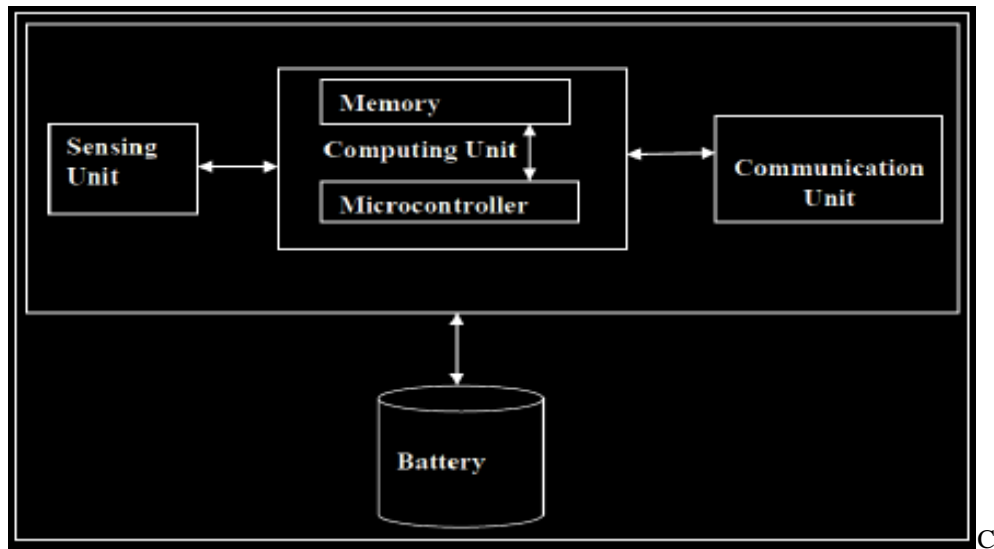 Memory
Sensing
Unit
Computing Unit
Microcontroller
Communication
Unit
Battery
C